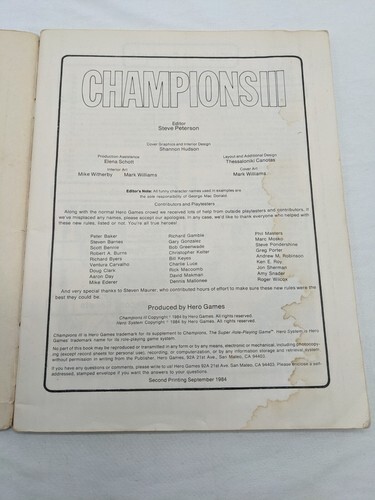 CHAMPIONS III
Editor
Steve Peterson
Cover Graphics and Interior Design
Shannon Hudson
Production Assistance
Elena Schott
Layout and Additional Design
Thessaloniki Canotas
Interior Art
Mike Witherby Mark Williams
Cover Art
Mark Williams
Editor's Note: All funny character names used in examples are
the sole responsibility of George Mac Donald.
Contributors and Playtesters
Along with the normal Hero Games crowd we received lots of help from outside playtesters and contributors. If
we've misplaced any names, please accept our apologies. In any case, we'd like to thank everyone who helped with
these new rules, listed or not. You're all true heroes!
Peter Baker Richard Gamble Phil Masters
Steven Barnes Gary Gonzalez Marc Motsko
Scott Bennie Bob Greenwade Steve Pondershine
Robert A. Burns Christopher Keller Greg Porter
Richard Byers Bill Keyes Andrew M. Robinson
Ventura Carvalho Charlie Luce Ken E. Roy
Doug Clark Rick Macocchi Jon Sherman
Aaron Day David Malolman Amy Snader
Mike Ederer Dennis Mallonee Roger Wilcox
And very special thanks to Steven Maurer, who contributed hours of effort to make sure these new rules were the
best they could be.
Produced by Hero Games
Champions III Copyright © 1984 by Hero Games. All rights reserved.
Hero System Copyright © 1984 by Hero Games. All rights reserved.
Champions III is Hero Games trademark for its supplement to Champions, The Super Role-Playing Game™. Hero System is Hero
Games' trademark name for its role-playing game system.
No part of this book may be reproduced or transmitted in any form or by any means, electronic or mechanical, including photocopy-
ing (except record sheets for personal use), recording, or computerization, or by any information storage and retrieval system
without permission in writing from the Publisher, Hero Games, 92A 21st Ave., San Mateo, CA 94403.
If you have any questions or comments, please write to us! Hero Games 92A 21st Ave. San Mateo, CA 94403. Please enclose a self-
addressed, stamped envelope if you want the answers to your questions.
Second Printing September 1984